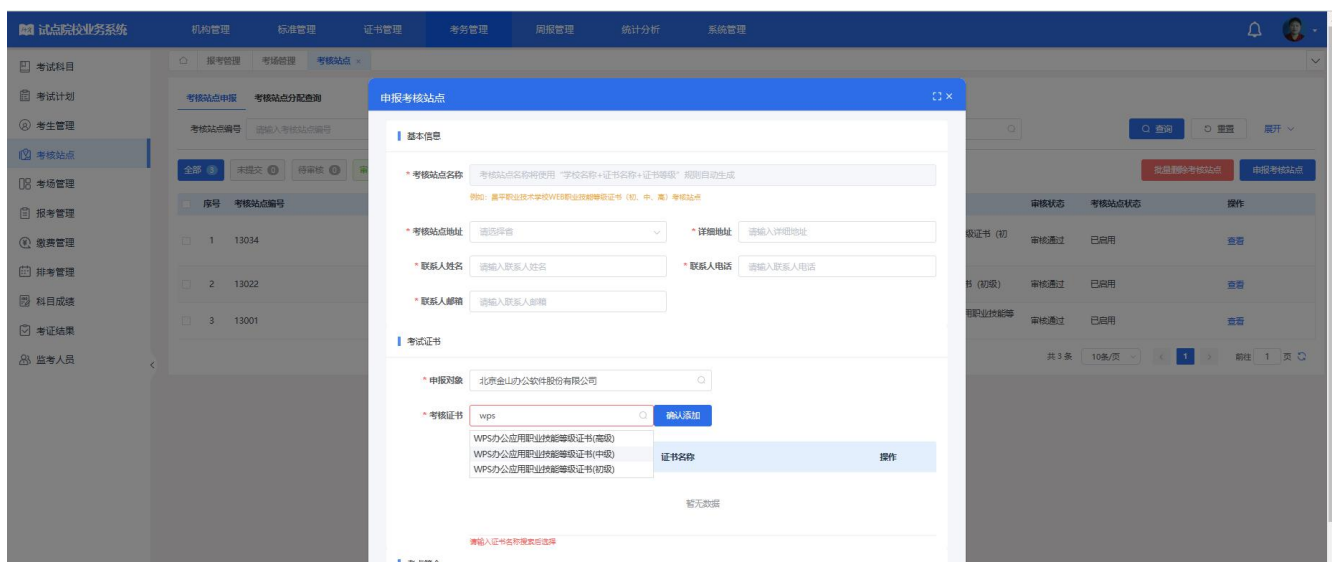 试点院校业务系统 机构管理 标准管理 证书管理 考务管理 周报管理 统计分析 系统管理
考试科目
考试计划
考生管理
考核站点
考场管理
报考管理
缴费管理
排考管理
科目成绩
考证结果
监考人员
报考管理 考场管理 考核站点 ×
考核站点申报 考核站点分配查询
考核站点编号 请输入考核站点编号 查询 重置 展开
全部 3 未提交 0 待审核 0 批量删除考核站点 申报考核站点
序号 考核站点编号 审核状态 考核站点状态 操作
1 13034 级证书 (初 审核通过 已启用 查看
2 13022 书 (初级) 审核通过 已启用 查看
3 13001 用职业技能等 审核通过 已启用 查看
共 3 条 10条/页 < 1 > 前往 1 页
申报考核站点
基本信息
* 考核站点名称 考核站点名称将使用 “学校名称+证书名称+证书等级” 规则自动生成
例如：昌平职业技术学校WEB职业技能等级证书 (初、中、高) 考核站点
* 考核站点地址 请选择省 * 详细地址 请输入详细地址
* 联系人姓名 请输入联系人姓名 * 联系人电话 请输入联系人电话
* 联系人邮箱 请输入联系人邮箱
考试证书
* 申报对象 北京金山办公软件股份有限公司
* 考核证书 wps 确认添加
WPS办公应用职业技能等级证书(高级)
WPS办公应用职业技能等级证书(中级)
WPS办公应用职业技能等级证书(初级)
证书名称 操作
暂无数据
请输入证书名称搜索后选择